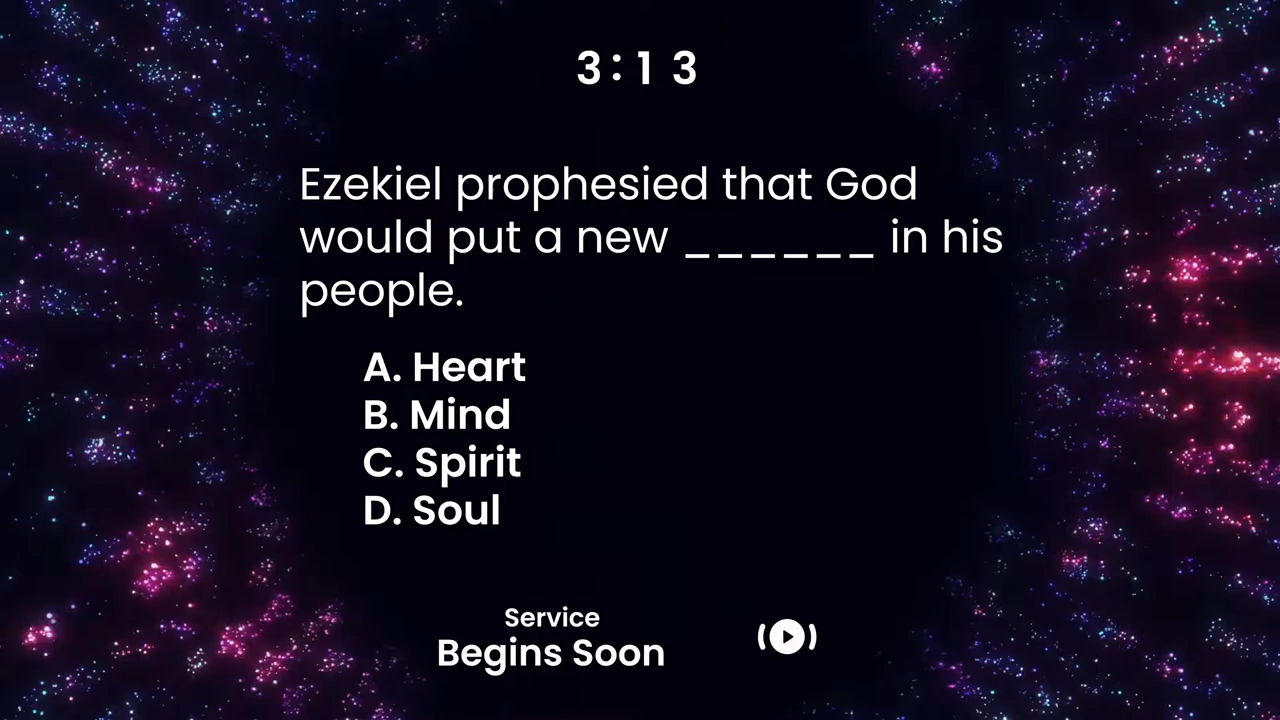 3:13
Ezekiel prophesied that God
would put a new ______ in his
people.
A. Heart
B. Mind
C. Spirit
D. Soul
Service
Begins Soon